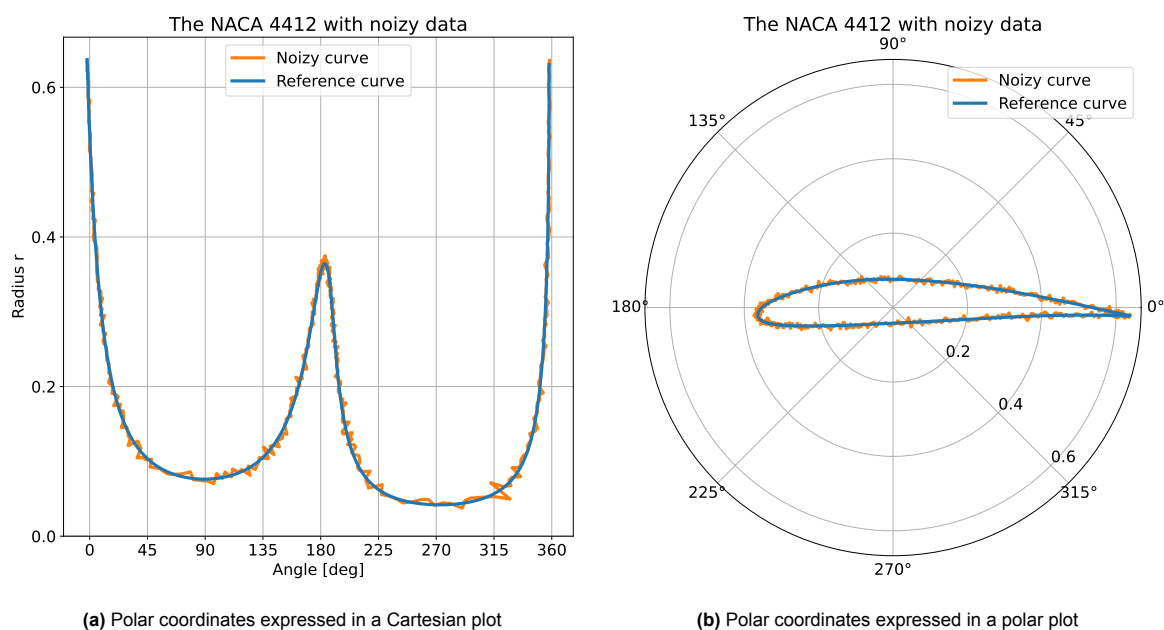 The NACA 4412 with noizy data
Noizy curve
Reference curve
Radius r
0.6
0.4
0.2
0.0
0 45 90 135 180 225 270 315 360
Angle [deg]
(a) Polar coordinates expressed in a Cartesian plot
The NACA 4412 with noizy data
90°
Noizy curve
Reference curve
135°
45°
180°
0°
0.2
0.4
0.6
225°
315°
270°
(b) Polar coordinates expressed in a polar plot